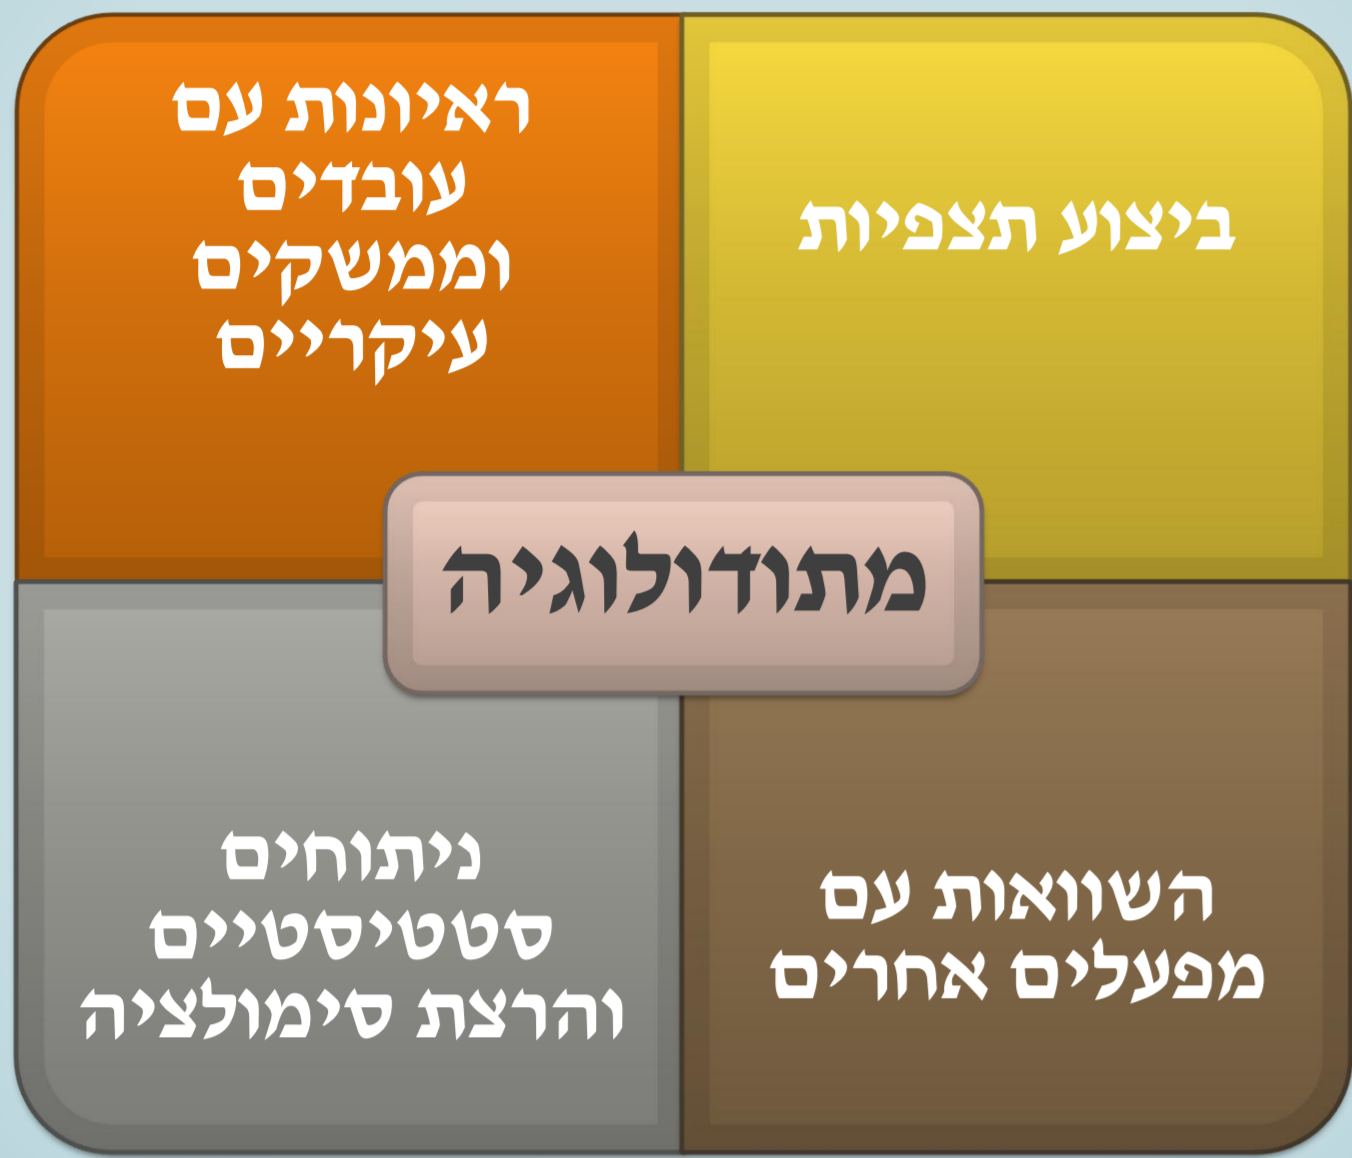 ביצוע תצפיות
ראיונות עם
עובדים
וממשקים
עיקריים
מתודולוגיה
השוואות עם
מפעלים אחרים
ניתוחים
סטטיסטיים
והרצת סימולציה